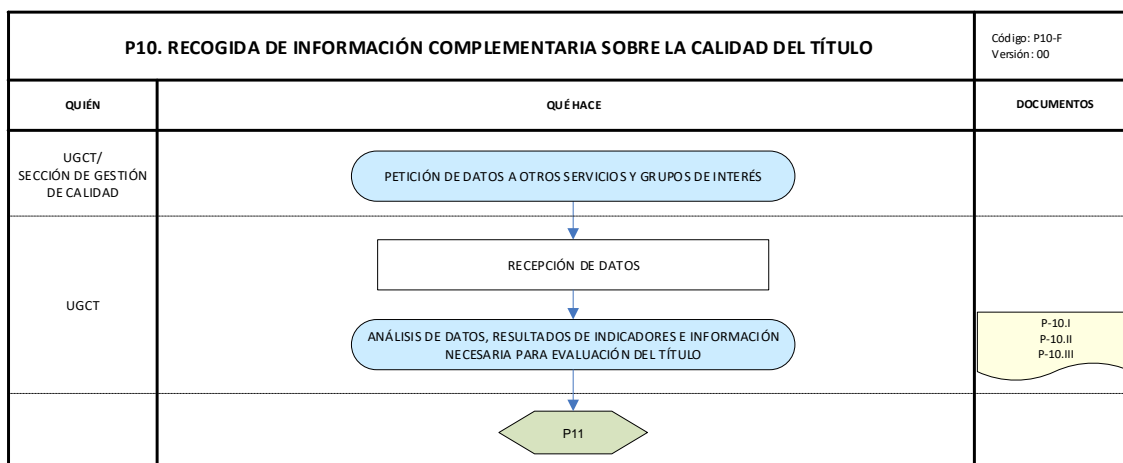 P10. RECOGIDA DE INFORMACIÓN COMPLEMENTARIA SOBRE LA CALIDAD DEL TÍTULO
Código: P10-F
Versión: 00
QUIÉN
QUÉ HACE
DOCUMENTOS
UGCT/
SECCIÓN DE GESTIÓN
DE CALIDAD
PETICIÓN DE DATOS A OTROS SERVICIOS Y GRUPOS DE INTERÉS
UGCT
RECEPCIÓN DE DATOS
ANÁLISIS DE DATOS, RESULTADOS DE INDICADORES E INFORMACIÓN
NECESARIA PARA EVALUACIÓN DEL TÍTULO
P-10.I
P-10.II
P-10.III
P11